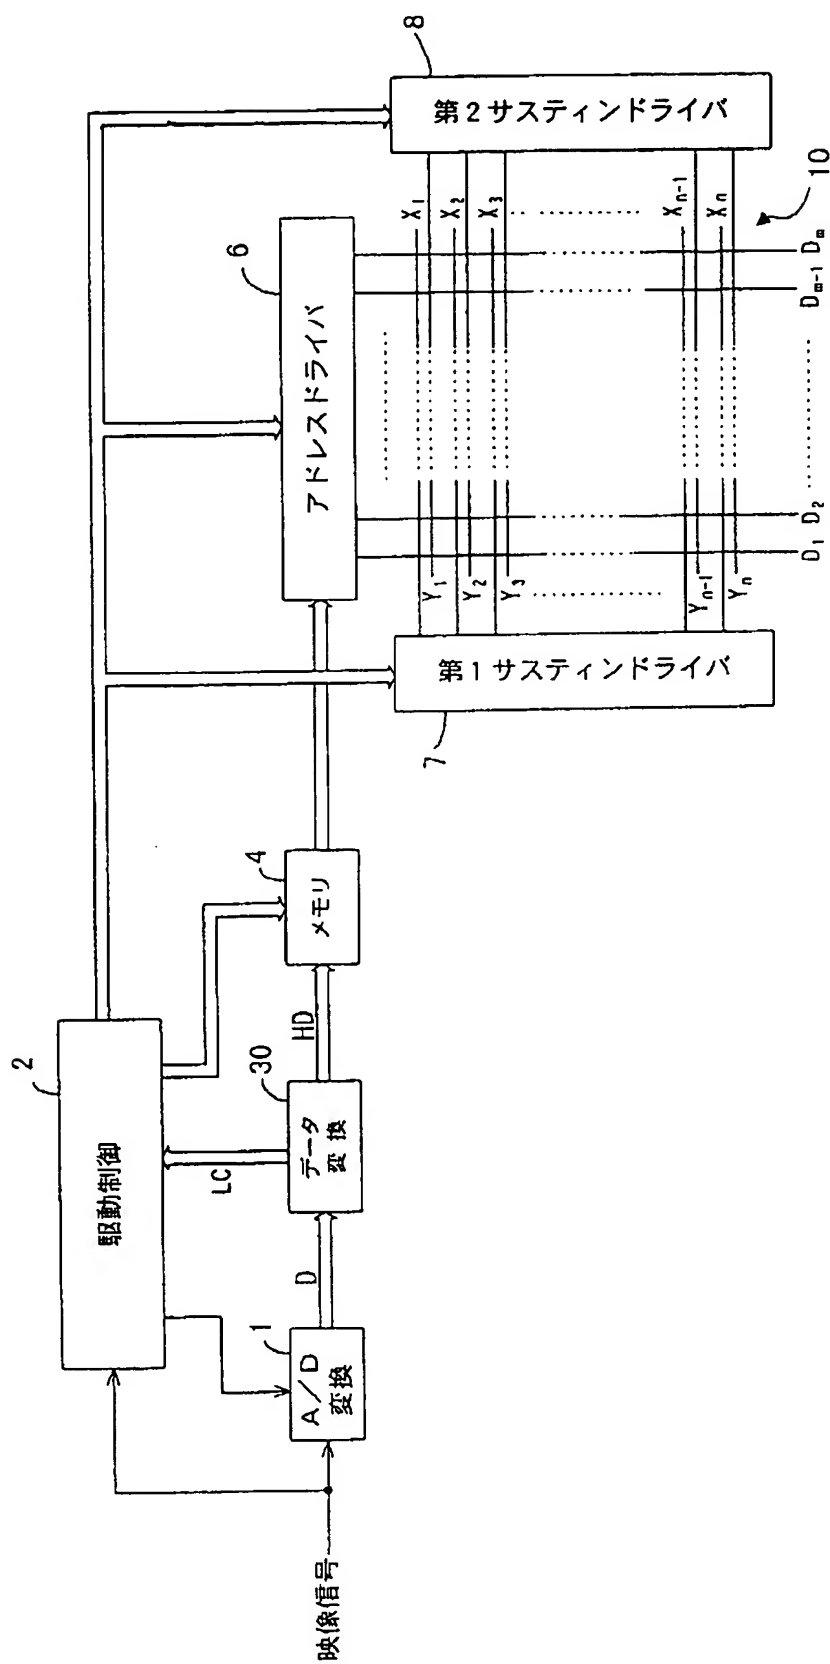 映像信号
1
A/D
変換
2
駆動制御
D
LC
30
データ
変換
HD
4
メモリ
6
アドレスドライバ
7
第1サスティンドライバ
8
第2サスティンドライバ
X₁
X₂
X₃
Xₙ₋₁
Xₙ
Y₁
Y₂
Y₃
Yₙ₋₁
Yₙ
D₁ D₂ Dₘ₋₁ Dₘ
10